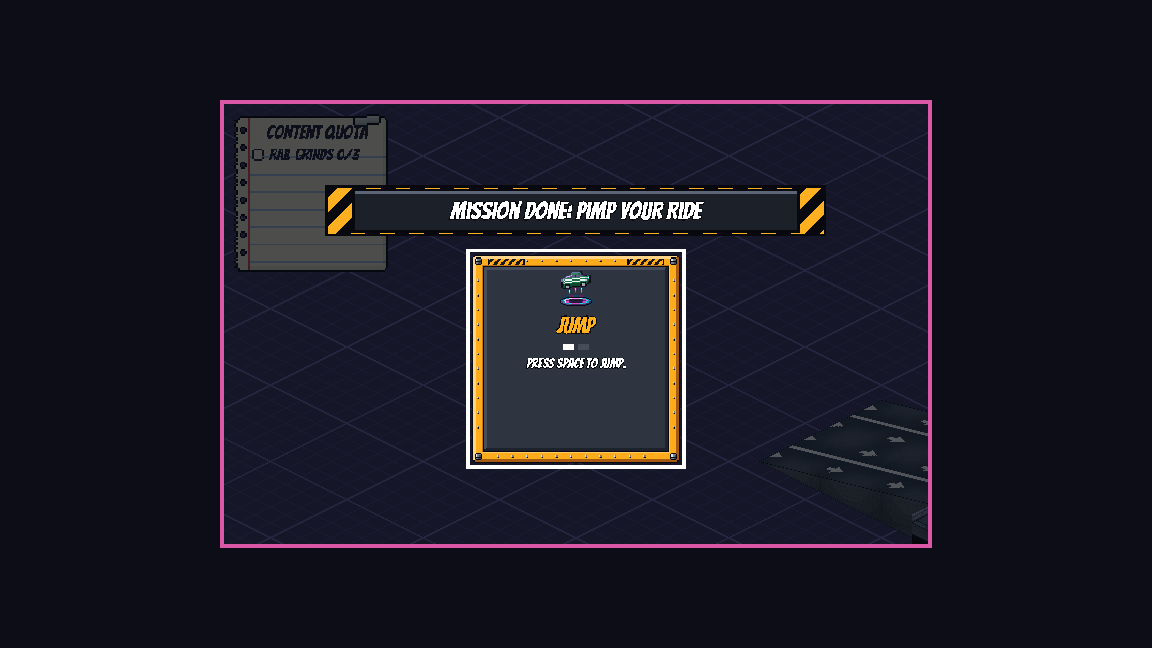 CONTENT QUOTA
RAIL GRINDS 0/3
MISSION DONE: PIMP YOUR RIDE
JUMP
PRESS SPACE TO JUMP.